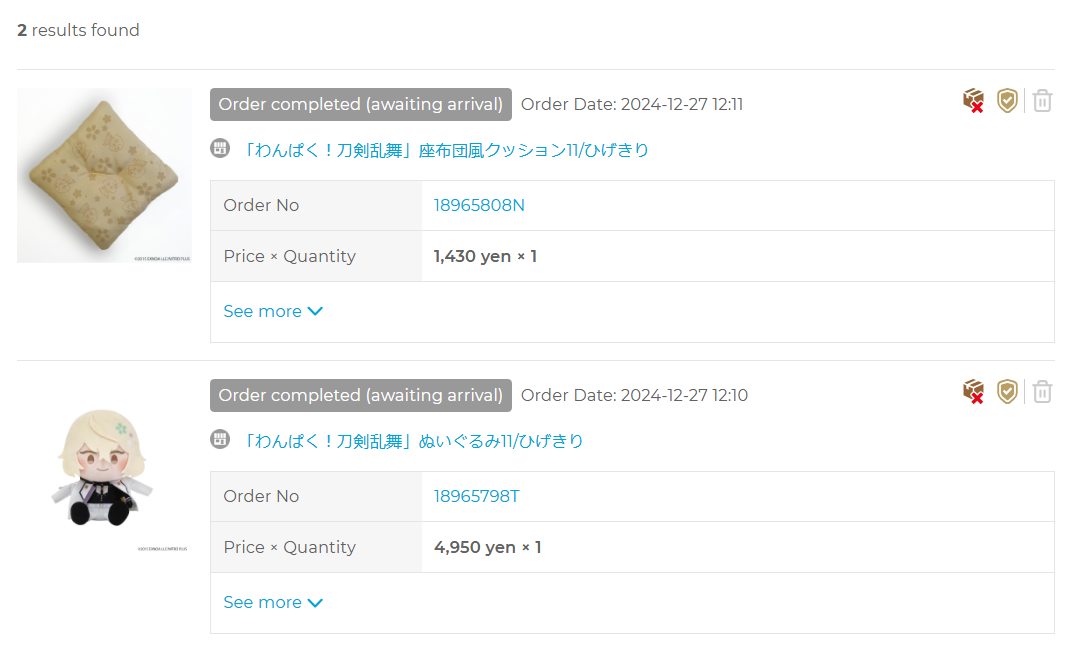 2 results found
Order completed (awaiting arrival) Order Date: 2024-12-27 12:11
「わんぱく！刀剣乱舞」座布団風クッション11/ひげきり
Order No 18965808N
Price × Quantity 1,430 yen × 1
See more
Order completed (awaiting arrival) Order Date: 2024-12-27 12:10
「わんぱく！刀剣乱舞」ぬいぐるみ11/ひげきり
Order No 18965798T
Price × Quantity 4,950 yen × 1
See more